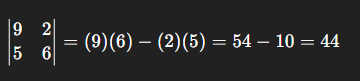 |9 2|
|5 6| = (9)(6) − (2)(5) = 54 − 10 = 44